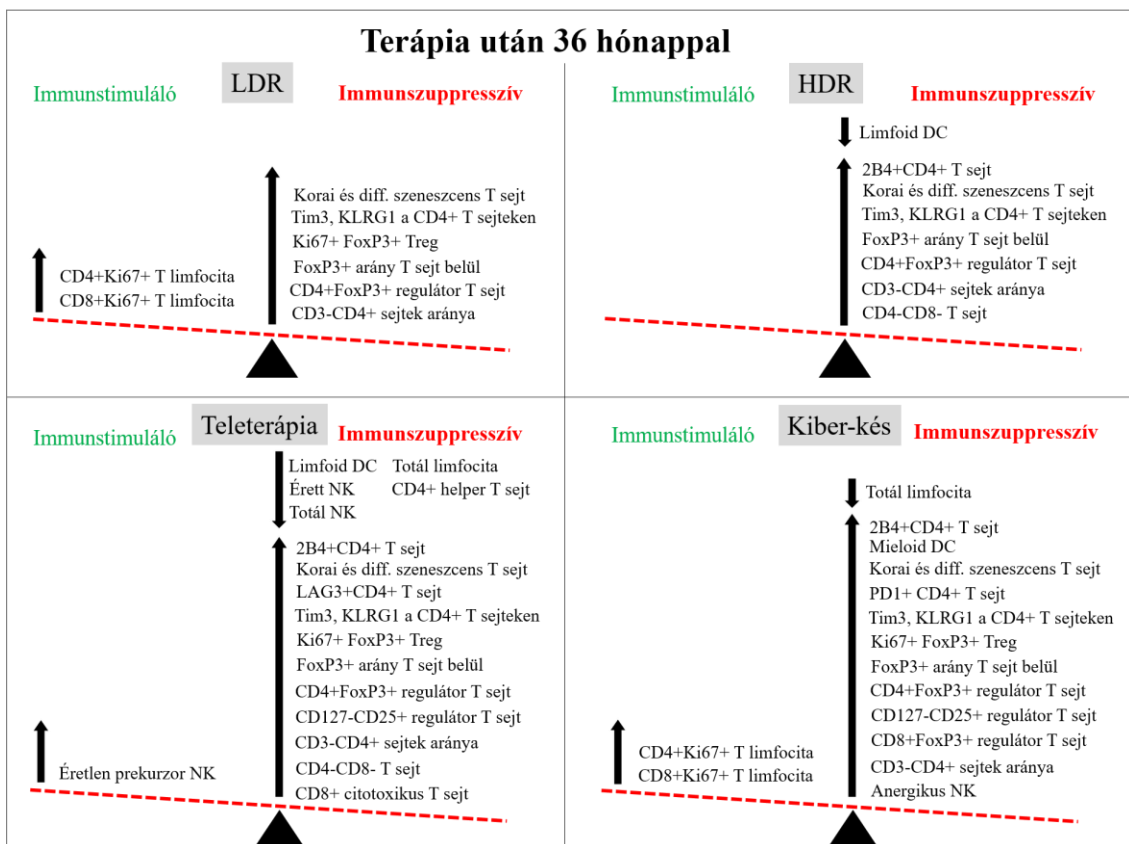 Terápia után 36 hónappal
LDR
Immunstimuláló
Immunszuppresszív
Korai és diff. szeneszcens T sejt
Tim3, KLRG1 a CD4+ T sejteken
Ki67+ FoxP3+ Treg
FoxP3+ arány T sejt belül
CD4+FoxP3+ regulátor T sejt
CD3-CD4+ sejtek aránya
CD4+Ki67+ T limfocita
CD8+Ki67+ T limfocita
HDR
Immunstimuláló
Immunszuppresszív
Limfoid DC
2B4+CD4+ T sejt
Korai és diff. szeneszcens T sejt
Tim3, KLRG1 a CD4+ T sejteken
FoxP3+ arány T sejt belül
CD4+FoxP3+ regulátor T sejt
CD3-CD4+ sejtek aránya
CD4-CD8- T sejt
Teleterápia
Immunstimuláló
Immunszuppresszív
Limfoid DC Totál limfocita
Érett NK CD4+ helper T sejt
Totál NK
2B4+CD4+ T sejt
Korai és diff. szeneszcens T sejt
LAG3+CD4+ T sejt
Tim3, KLRG1 a CD4+ T sejteken
Ki67+ FoxP3+ Treg
FoxP3+ arány T sejt belül
CD4+FoxP3+ regulátor T sejt
CD127-CD25+ regulátor T sejt
CD3-CD4+ sejtek aránya
CD4-CD8- T sejt
CD8+ citotoxikus T sejt
Éretlen prekurzor NK
Kiber-kés
Immunstimuláló
Immunszuppresszív
Totál limfocita
2B4+CD4+ T sejt
Mieloid DC
Korai és diff. szeneszcens T sejt
PD1+ CD4+ T sejt
Tim3, KLRG1 a CD4+ T sejteken
Ki67+ FoxP3+ Treg
FoxP3+ arány T sejt belül
CD4+FoxP3+ regulátor T sejt
CD127-CD25+ regulátor T sejt
CD8+FoxP3+ regulátor T sejt
CD3-CD4+ sejtek aránya
Anergikus NK
CD4+Ki67+ T limfocita
CD8+Ki67+ T limfocita